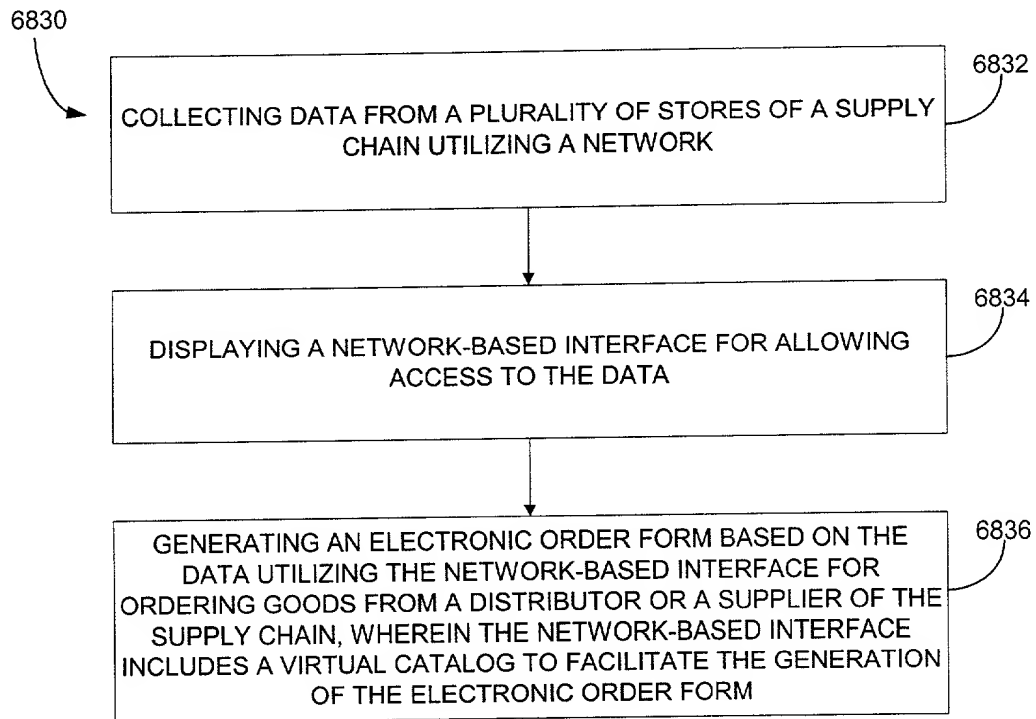 6830
6832
COLLECTING DATA FROM A PLURALITY OF STORES OF A SUPPLY
CHAIN UTILIZING A NETWORK
6834
DISPLAYING A NETWORK-BASED INTERFACE FOR ALLOWING
ACCESS TO THE DATA
6836
GENERATING AN ELECTRONIC ORDER FORM BASED ON THE
DATA UTILIZING THE NETWORK-BASED INTERFACE FOR
ORDERING GOODS FROM A DISTRIBUTOR OR A SUPPLIER OF THE
SUPPLY CHAIN, WHEREIN THE NETWORK-BASED INTERFACE
INCLUDES A VIRTUAL CATALOG TO FACILITATE THE GENERATION
OF THE ELECTRONIC ORDER FORM